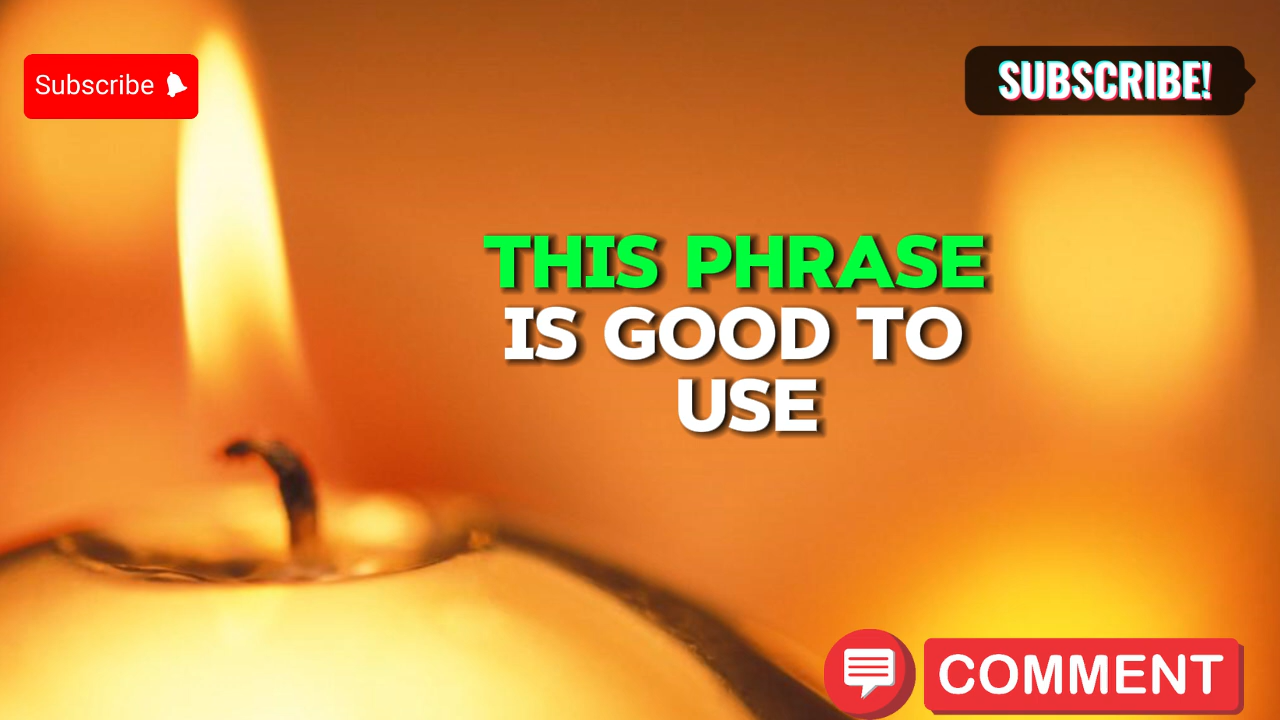 Subscribe
SUBSCRIBE!
THIS PHRASE
IS GOOD TO
USE
COMMENT